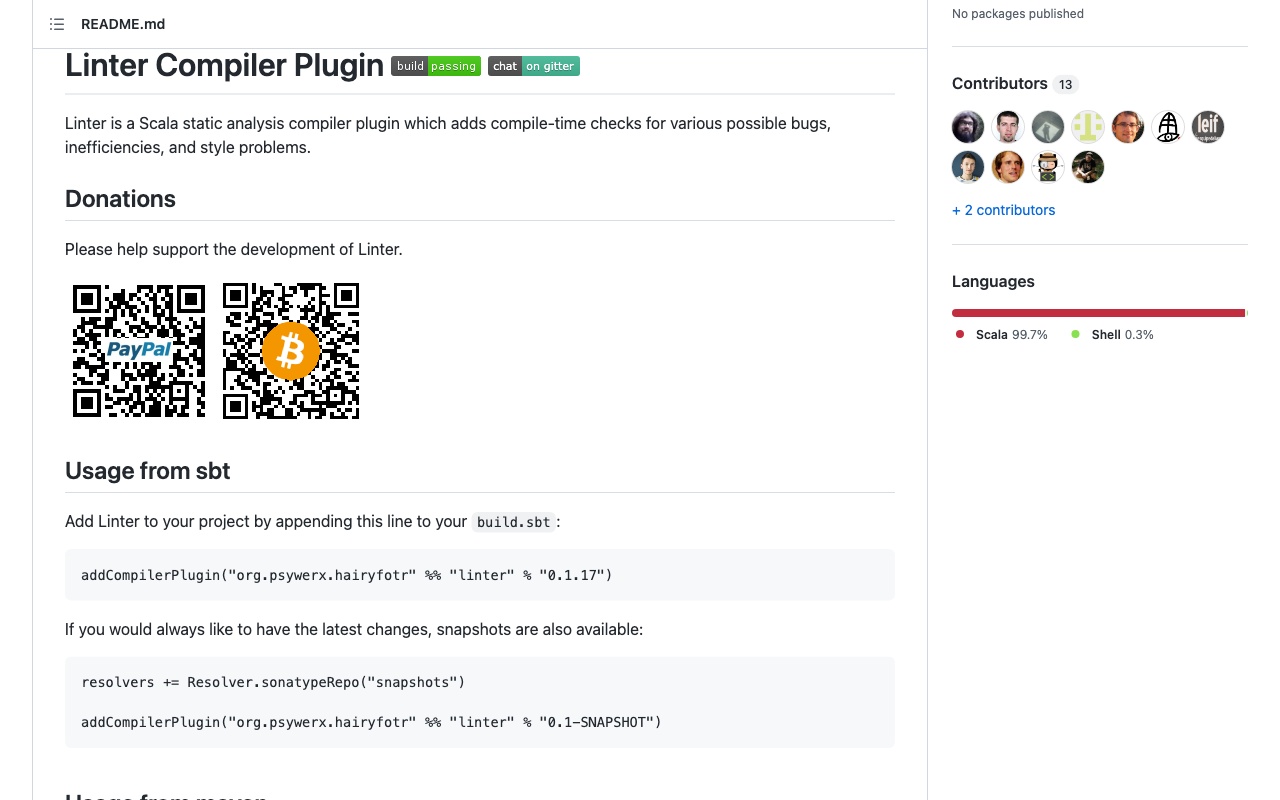 README.md
Linter Compiler Plugin build passing chat on gitter
Linter is a Scala static analysis compiler plugin which adds compile-time checks for various possible bugs,
inefficiencies, and style problems.
Donations
Please help support the development of Linter.
PayPal
Usage from sbt
Add Linter to your project by appending this line to your build.sbt:
addCompilerPlugin("org.psywerx.hairyfotr" %% "linter" % "0.1.17")
If you would always like to have the latest changes, snapshots are also available:
resolvers += Resolver.sonatypeRepo("snapshots")
addCompilerPlugin("org.psywerx.hairyfotr" %% "linter" % "0.1-SNAPSHOT")
Usage from maven
No packages published
Contributors 13
leif
+ 2 contributors
Languages
Scala 99.7% Shell 0.3%